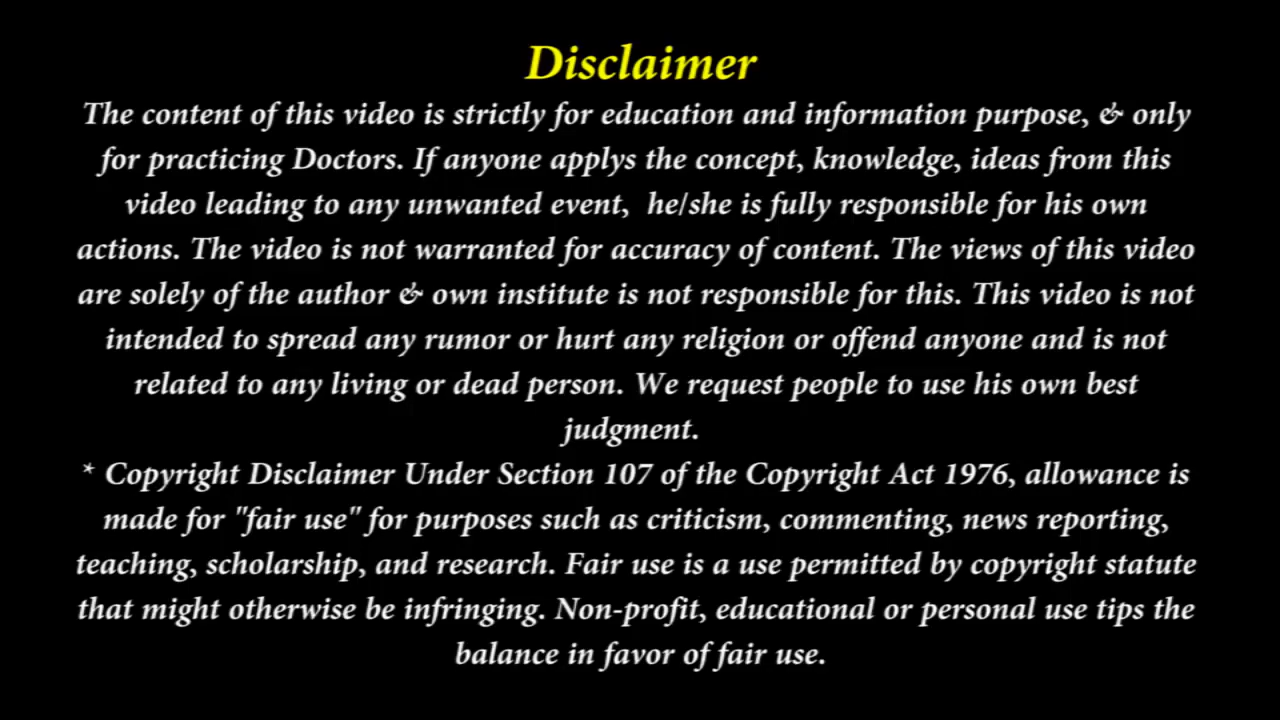 Disclaimer
The content of this video is strictly for education and information purpose, & only
for practicing Doctors. If anyone applys the concept, knowledge, ideas from this
video leading to any unwanted event,  he/she is fully responsible for his own
actions. The video is not warranted for accuracy of content. The views of this video
are solely of the author & own institute is not responsible for this. This video is not
intended to spread any rumor or hurt any religion or offend anyone and is not
related to any living or dead person. We request people to use his own best
judgment.
* Copyright Disclaimer Under Section 107 of the Copyright Act 1976, allowance is
made for "fair use" for purposes such as criticism, commenting, news reporting,
teaching, scholarship, and research. Fair use is a use permitted by copyright statute
that might otherwise be infringing. Non-profit, educational or personal use tips the
balance in favor of fair use.